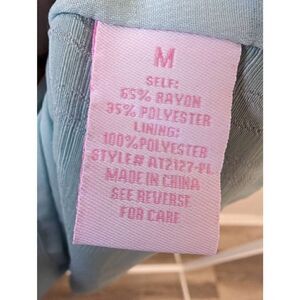 M
SELF:
65% RAYON
35% POLYESTER
LINING:
100%POLYESTER
STYLE# AT2127-PL
MADE IN CHINA
SEE REVERSE
FOR CARE